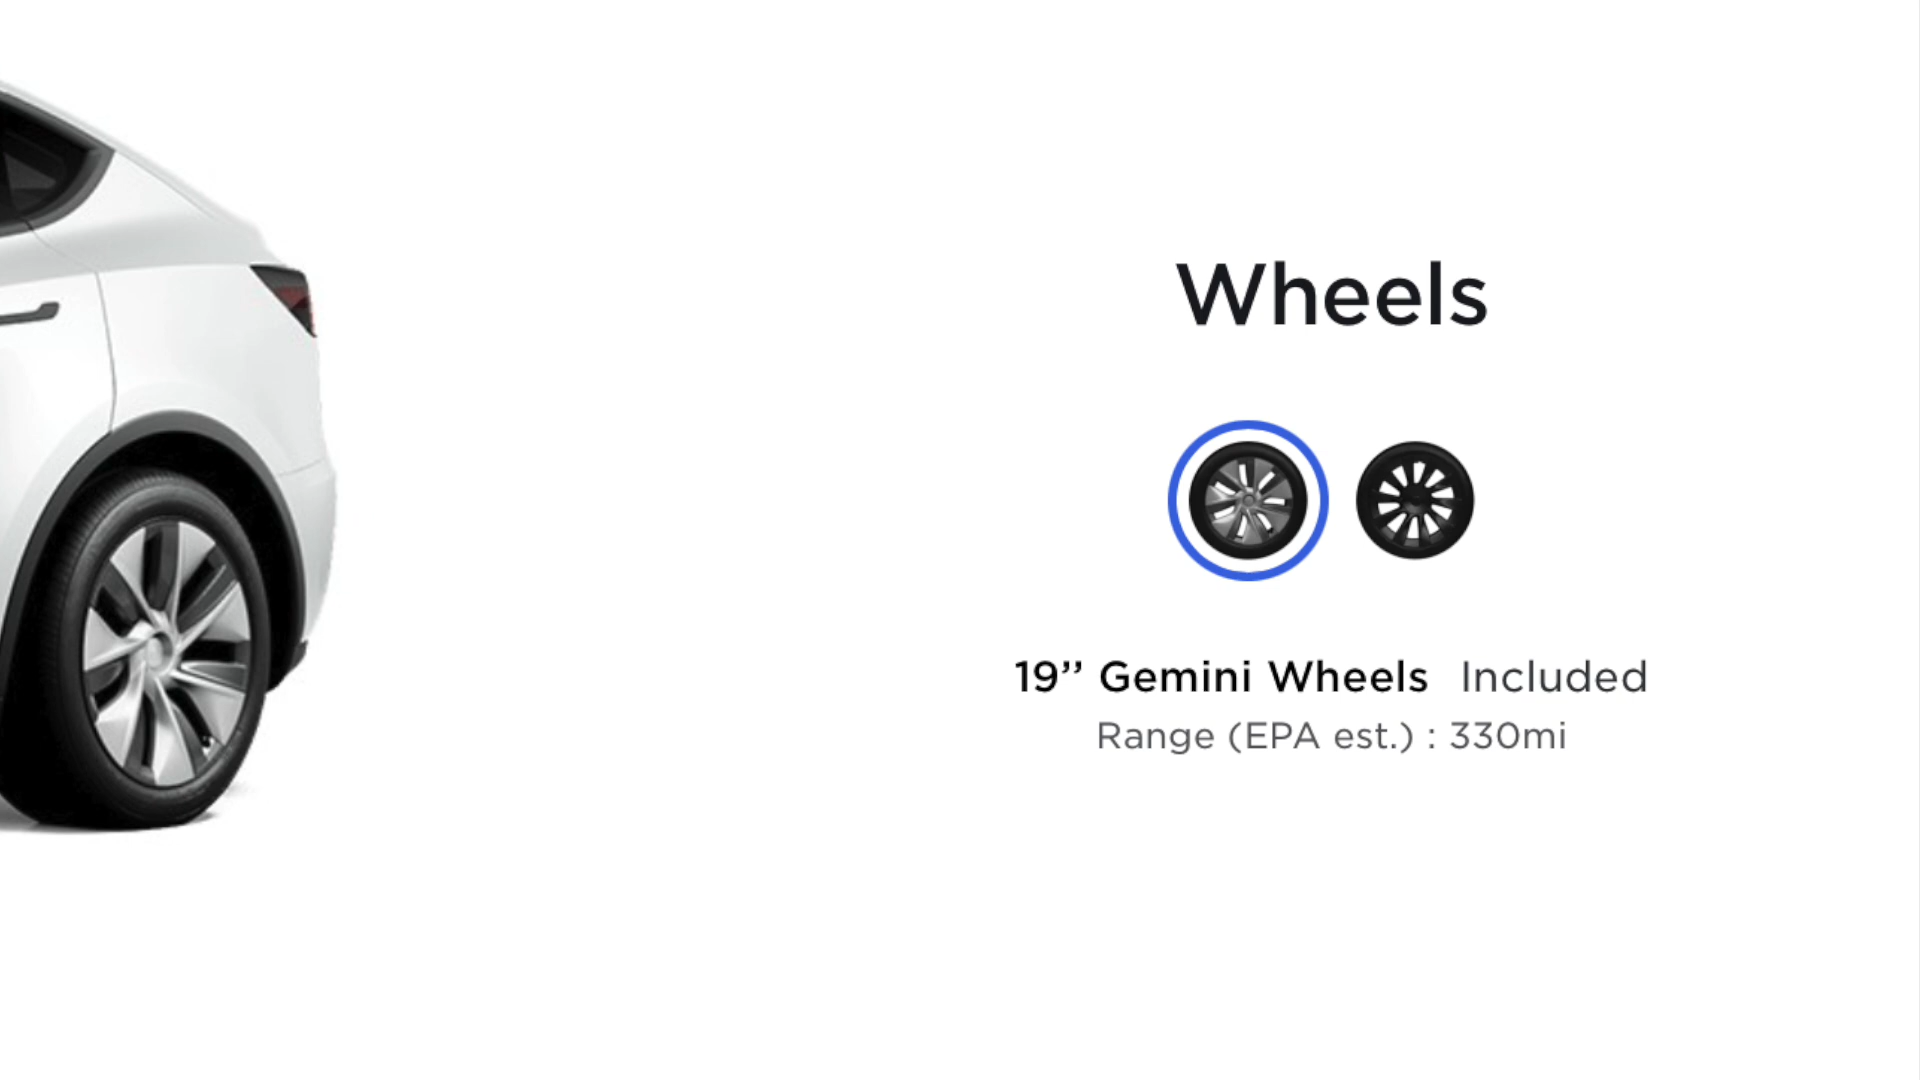 Wheels
19’’ Gemini Wheels Included
Range (EPA est.) : 330mi